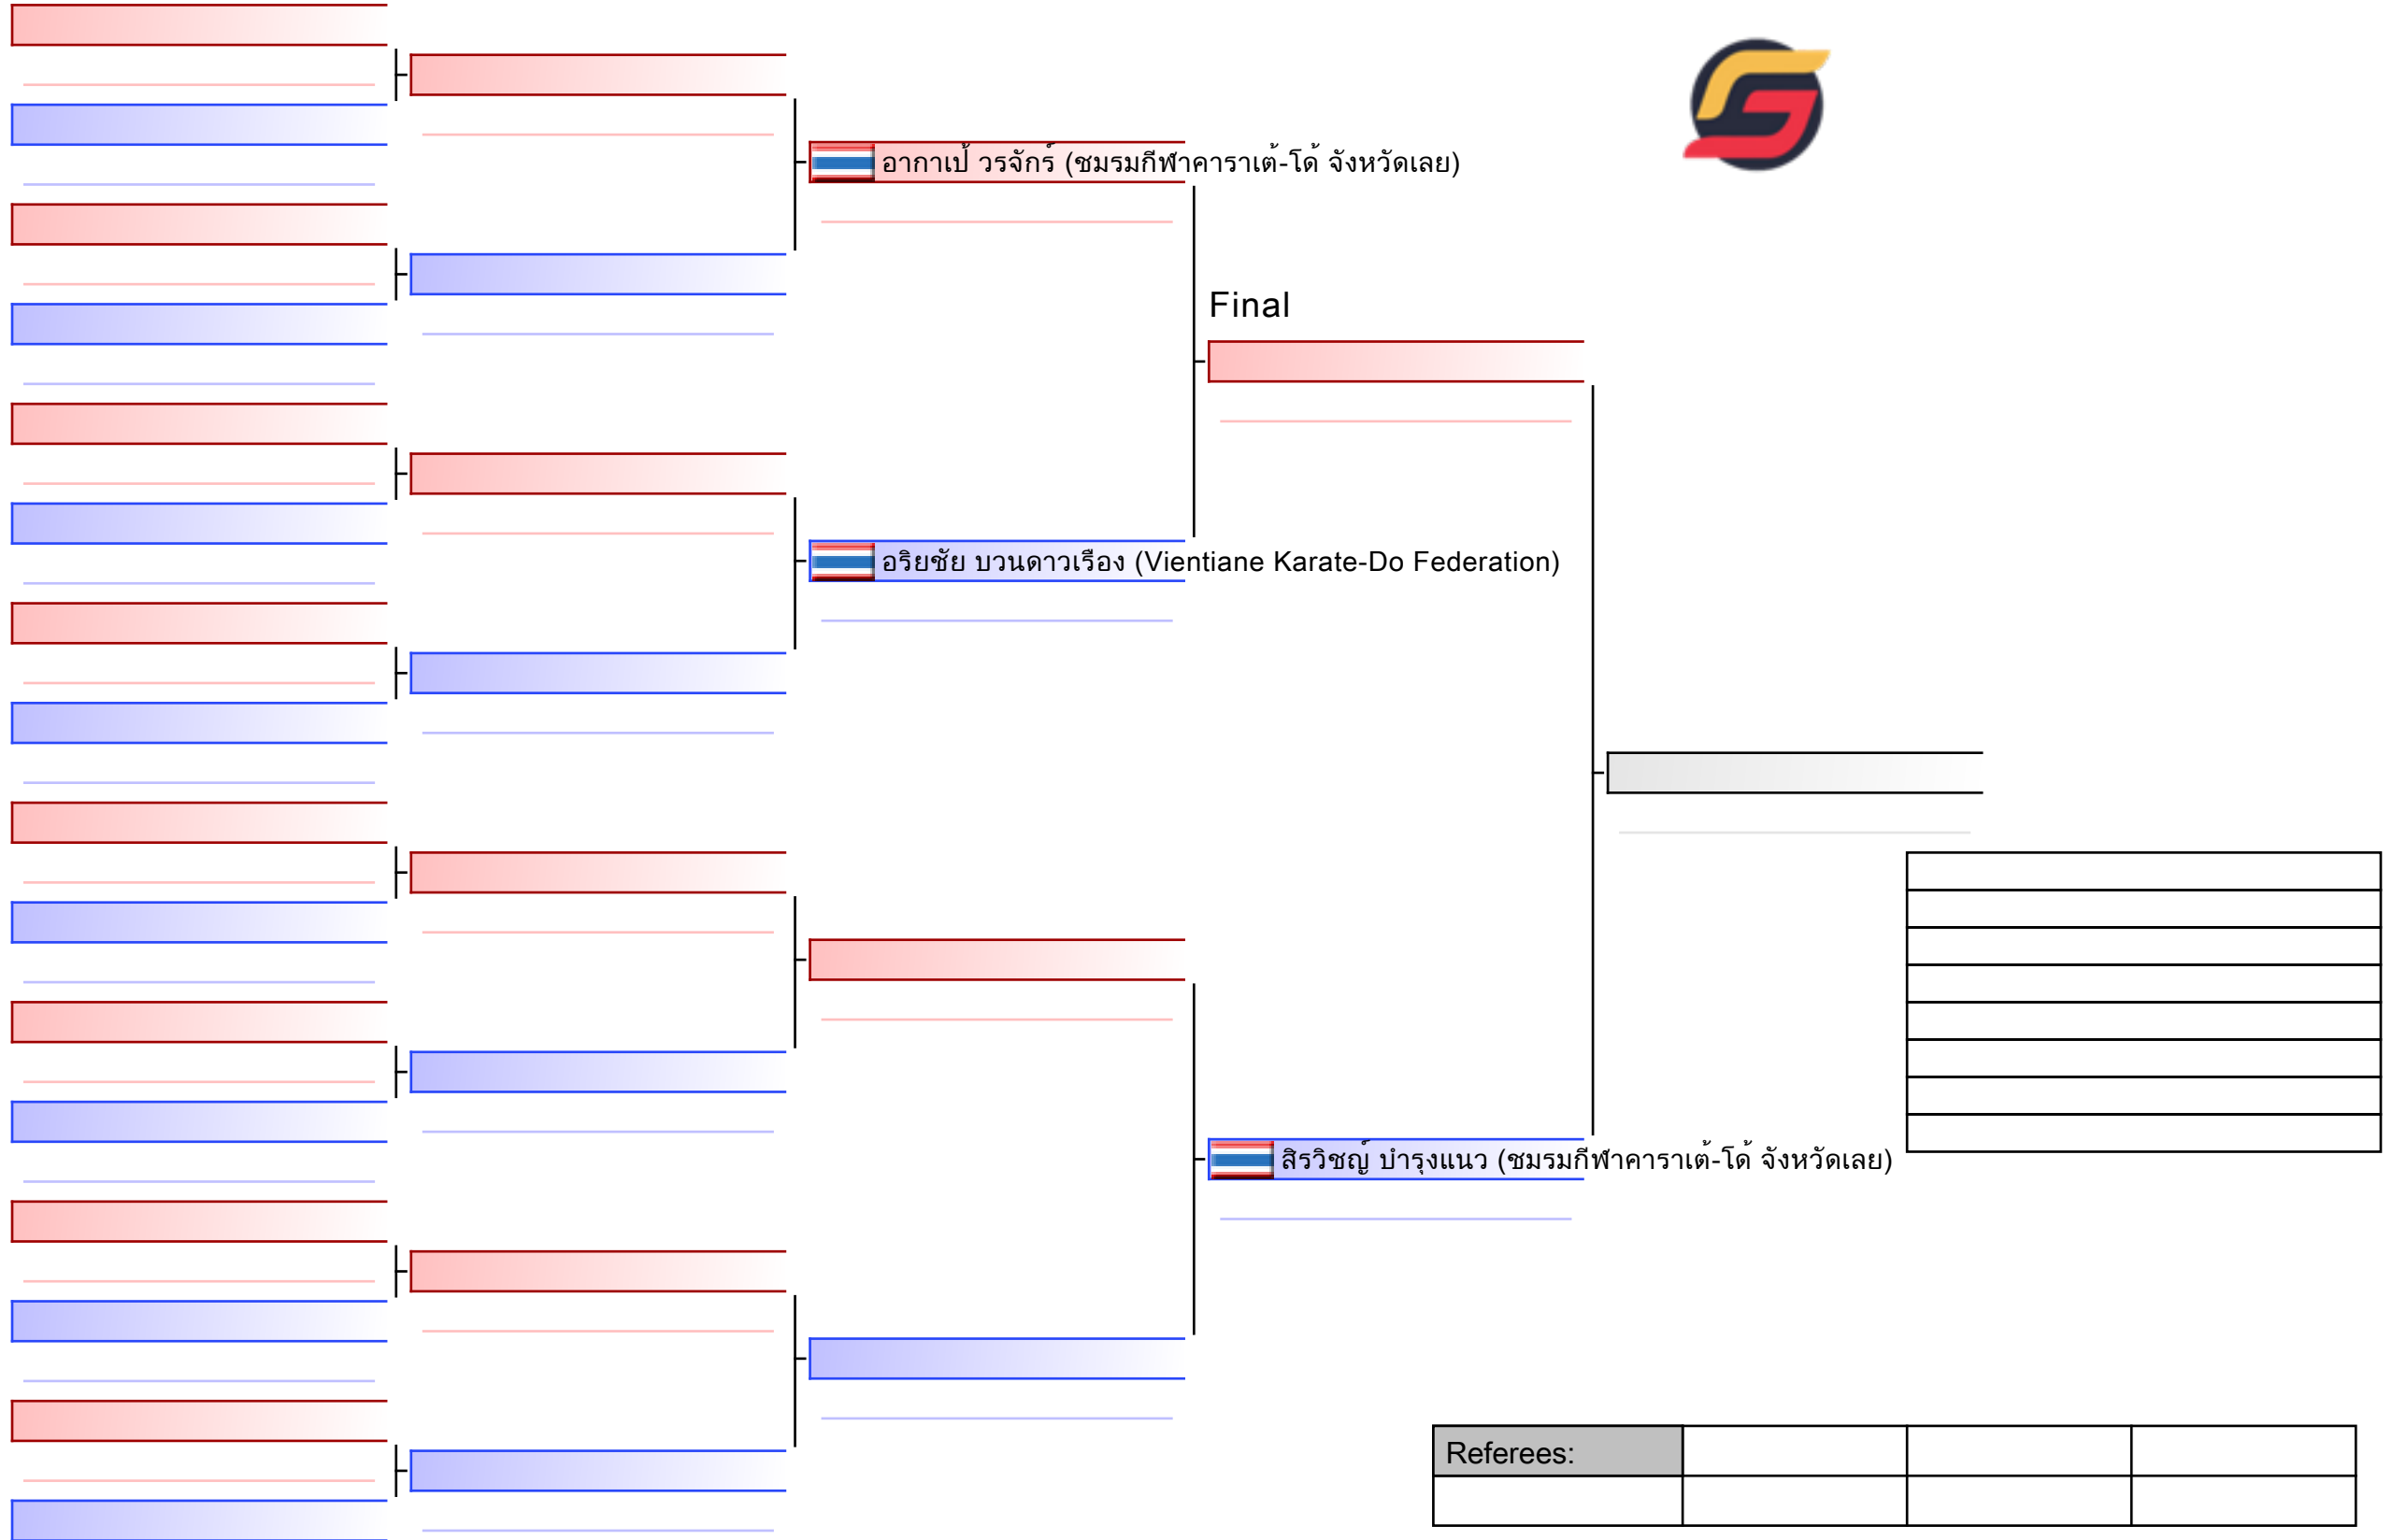 อากาเป้ วรจักร์ (ชมรมกีฬาคาราเต้-โด้ จังหวัดเลย)
Final
อริยชัย บวนดาวเรือง (Vientiane Karate-Do Federation)
สิรวิชญ์ บำรุงแนว (ชมรมกีฬาคาราเต้-โด้ จังหวัดเลย)
Referees: